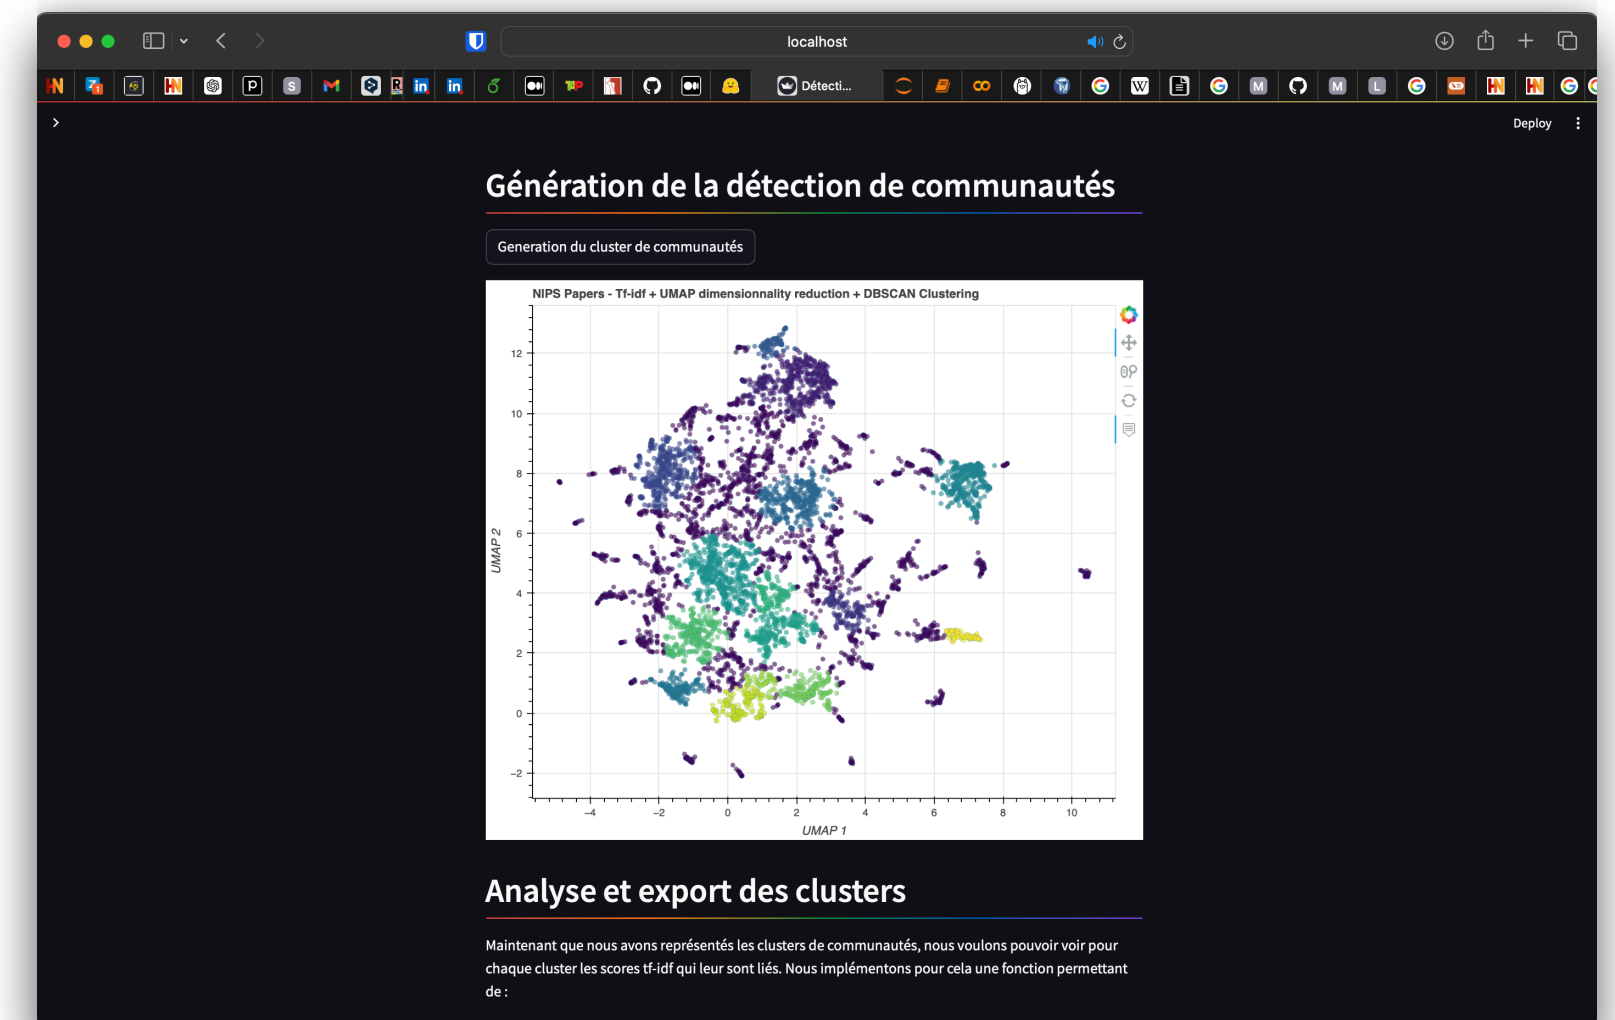 localhost
Détecti...
Deploy
Génération de la détection de communautés
Generation du cluster de communautés
NIPS Papers - Tf-idf + UMAP dimensionnality reduction + DBSCAN Clustering
12
10
8
6
4
2
0
−2
UMAP 2
−4 −2 0 2 4 6 8 10
UMAP 1
Analyse et export des clusters
Maintenant que nous avons représentés les clusters de communautés, nous voulons pouvoir voir pour
chaque cluster les scores tf-idf qui leur sont liés. Nous implémentons pour cela une fonction permettant
de :